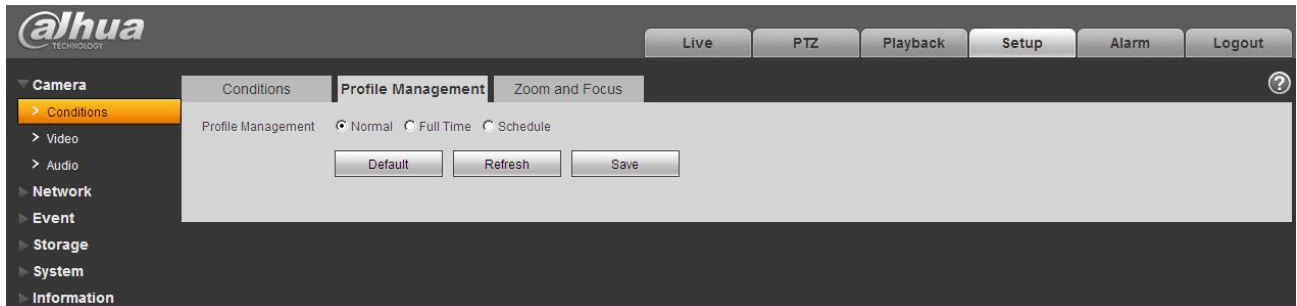 alhua
TECHNOLOGY
Live PTZ Playback Setup Alarm Logout
Camera
Conditions Profile Management Zoom and Focus
?
> Conditions
Profile Management Normal Full Time Schedule
> Video
Default Refresh Save
> Audio
Network
Event
Storage
System
Information